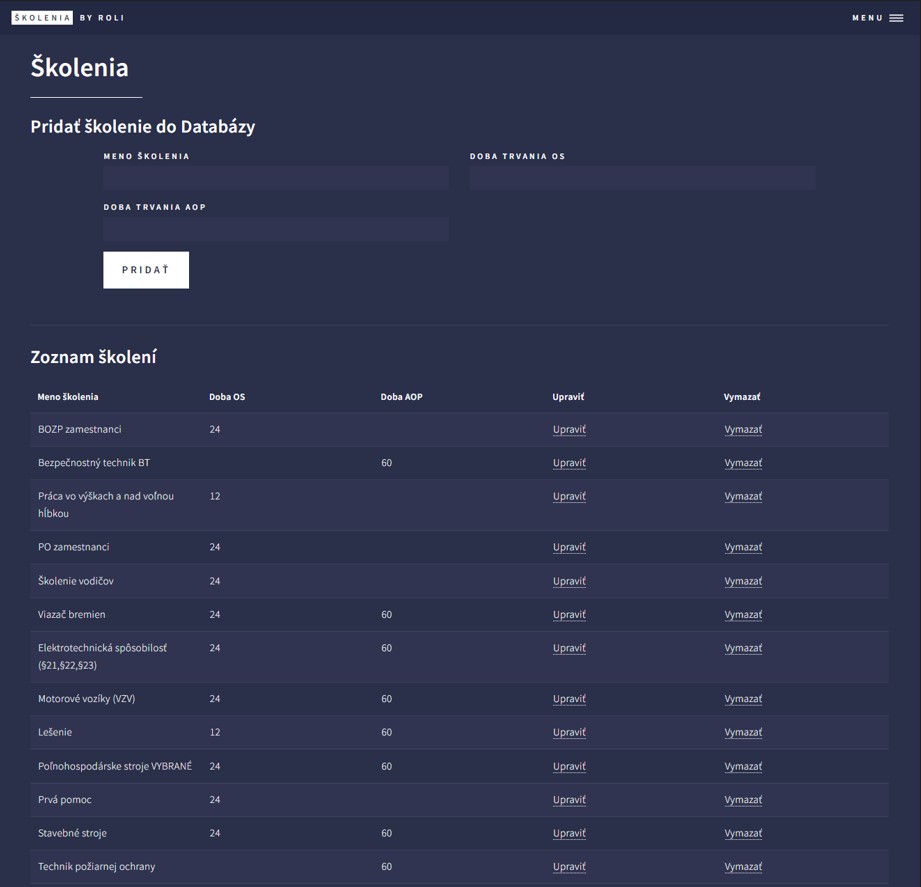 ŠKOLENIA BY ROLI MENU
Školenia
Pridať školenie do Databázy
MENO ŠKOLENIA DOBA TRVANIA OS
DOBA TRVANIA AOP
PRIDAŤ
Zoznam školení
Meno školenia Doba OS Doba AOP Upraviť Vymazať
BOZP zamestnanci 24 Upraviť Vymazať
Bezpečnostný technik BT 60 Upraviť Vymazať
Práca vo výškach a nad voľnou 12 Upraviť Vymazať
hĺbkou
PO zamestnanci 24 Upraviť Vymazať
Školenie vodičov 24 Upraviť Vymazať
Viazač bremien 24 60 Upraviť Vymazať
Elektrotechnická spôsobilosť 24 60 Upraviť Vymazať
(§21,§22,§23)
Motorové vozíky (VZV) 24 60 Upraviť Vymazať
Lešenie 12 60 Upraviť Vymazať
Poľnohospodárske stroje VYBRANÉ 24 60 Upraviť Vymazať
Prvá pomoc 24 Upraviť Vymazať
Stavebné stroje 24 60 Upraviť Vymazať
Technik požiarnej ochrany 60 Upraviť Vymazať